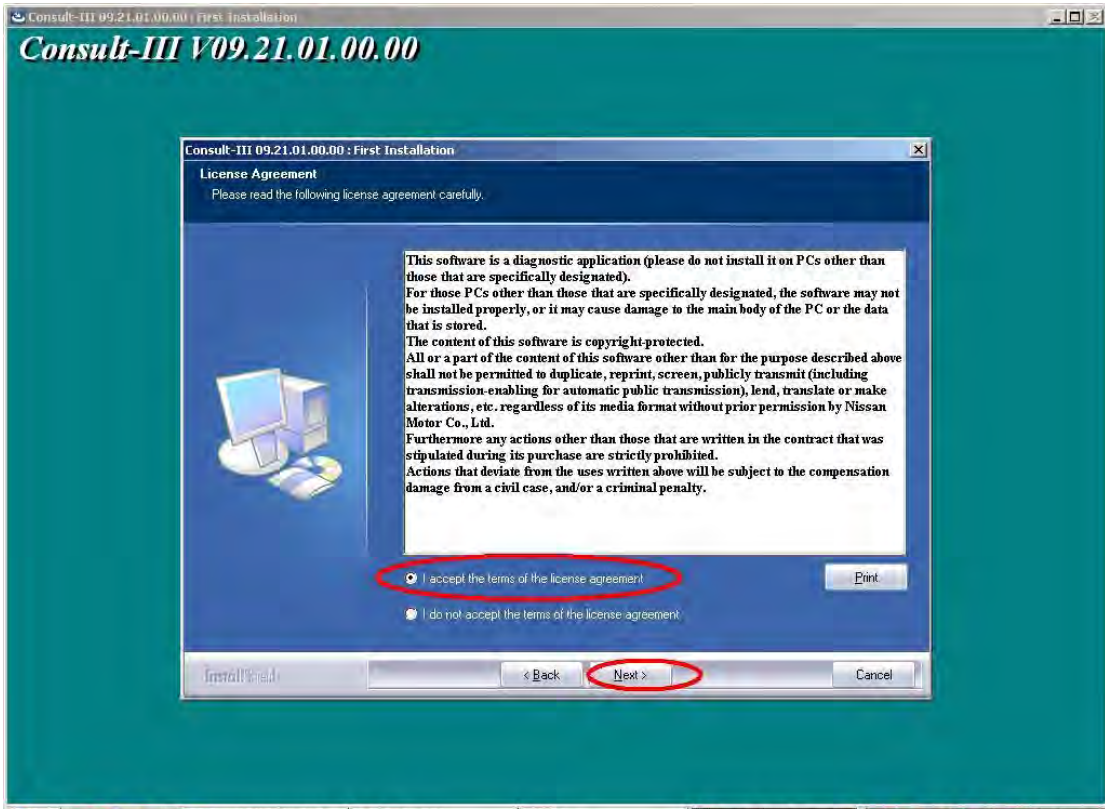 Consult-III 09.21.01.00.00 : First Installation
Consult-III V09.21.01.00.00
Consult-III 09.21.01.00.00 : First Installation
License Agreement
Please read the following license agreement carefully.
This software is a diagnostic application (please do not install it on PCs other than
those that are specifically designated).
For those PCs other than those that are specifically designated, the software may not
be installed properly, or it may cause damage to the main body of the PC or the data
that is stored.
The content of this software is copyright-protected.
All or a part of the content of this software other than for the purpose described above
shall not be permitted to duplicate, reprint, screen, publicly transmit (including
transmission-enabling for automatic public transmission), lend, translate or make
alterations, etc. regardless of its media format without prior permission by Nissan
Motor Co., Ltd.
Furthermore any actions other than those that are written in the contract that was
stipulated during its purchase are strictly prohibited.
Actions that deviate from the uses written above will be subject to the compensation
damage from a civil case, and/or a criminal penalty.
I accept the terms of the license agreement
Print
I do not accept the terms of the license agreement
InstallShield
< Back
Next >
Cancel